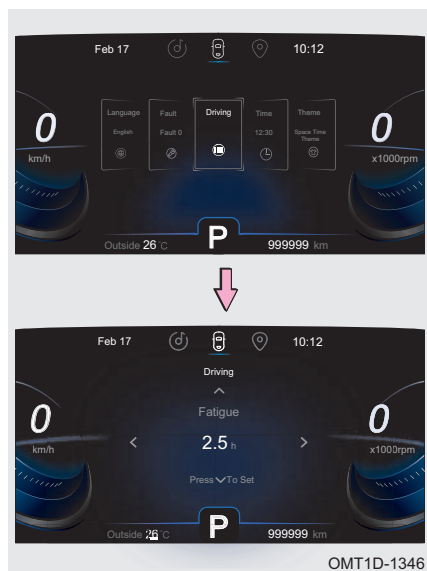 Feb 17 10:12
Language Fault Driving Time Theme
English Fault 0 12:30 Space Time
Theme
0 0
km/h x1000rpm
P
Outside 26°C 999999 km
Feb 17 10:12
Driving
Fatigue
0 2.5 h 0
km/h x1000rpm
Press To Set
P
Outside 26°C 999999 km
OMT1D-1346